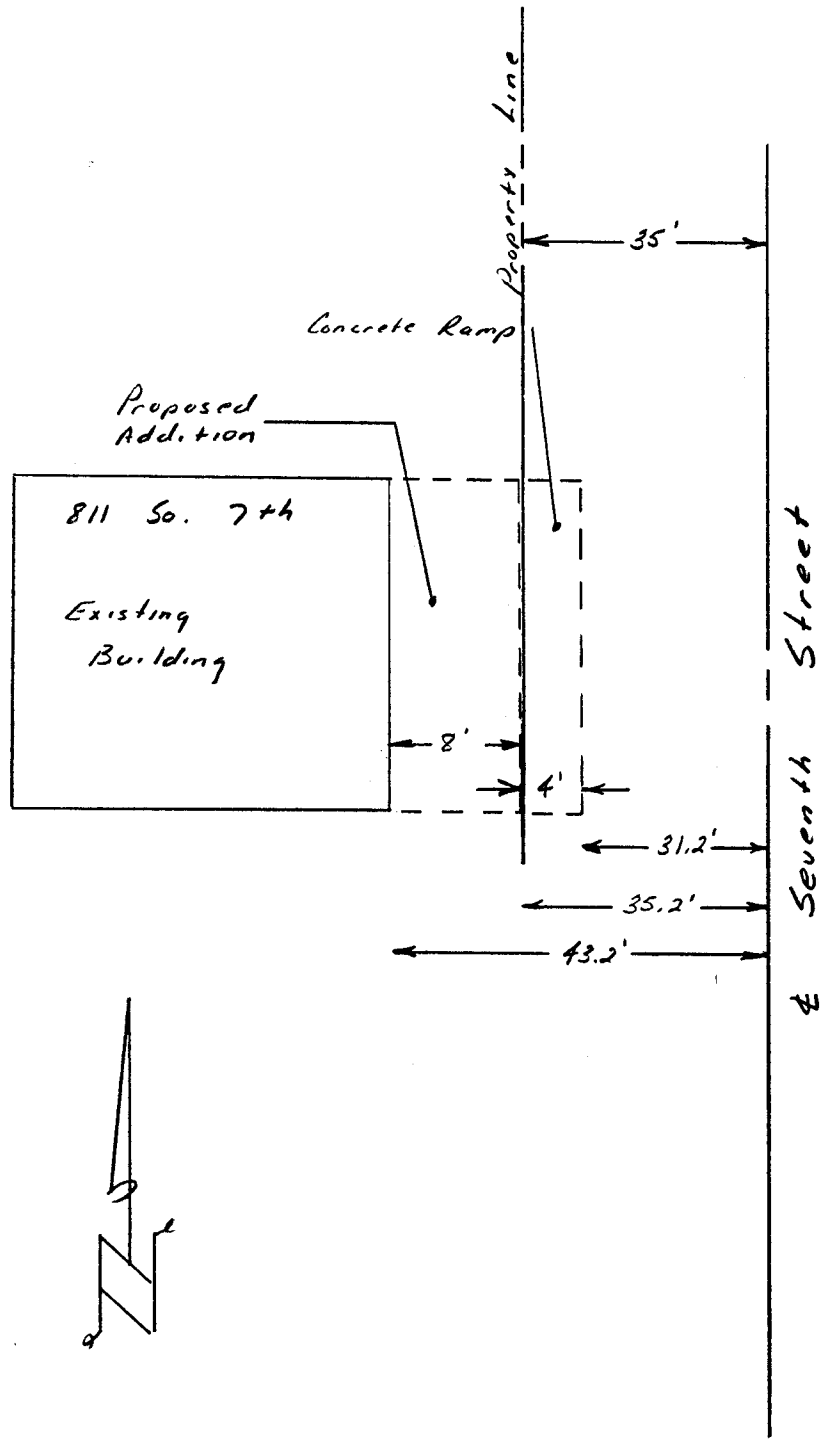 Property Line
35'
Concrete Ramp
Proposed
Addition
811 So. 7th
Existing
Building
8'
4'
31.2'
35.2'
43.2'
℄ Seventh Street
N